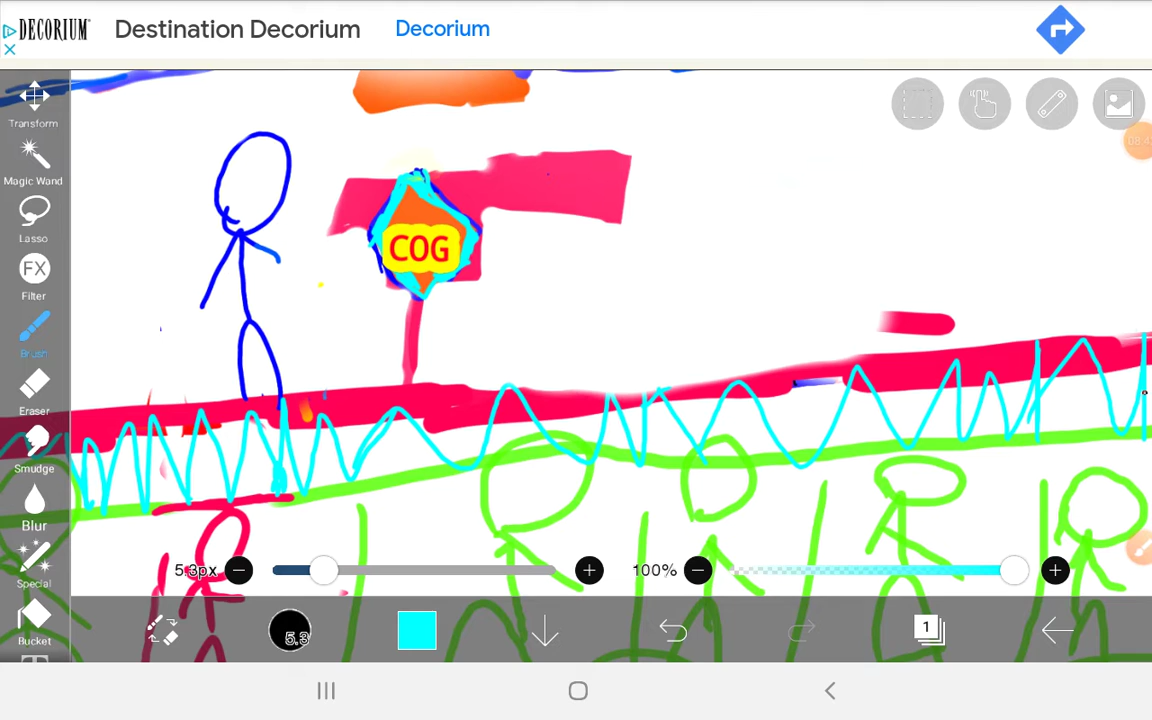 DECORIUM
Destination Decorium
Decorium
Transform
Magic Wand
Lasso
FX
Filter
Brush
Eraser
Smudge
Blur
Special
Bucket
COG
5.3px
100%
5.3
1